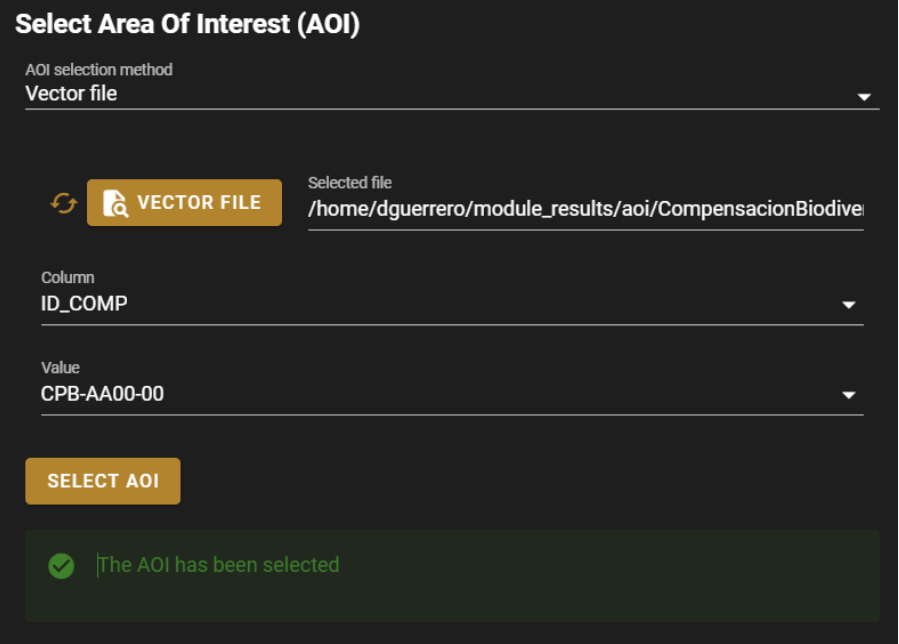 Select Area Of Interest (AOI)
AOI selection method
Vector file
VECTOR FILE
Selected file
/home/dguerrero/module_results/aoi/CompensacionBiodiver
Column
ID_COMP
Value
CPB-AA00-00
SELECT AOI
The AOI has been selected